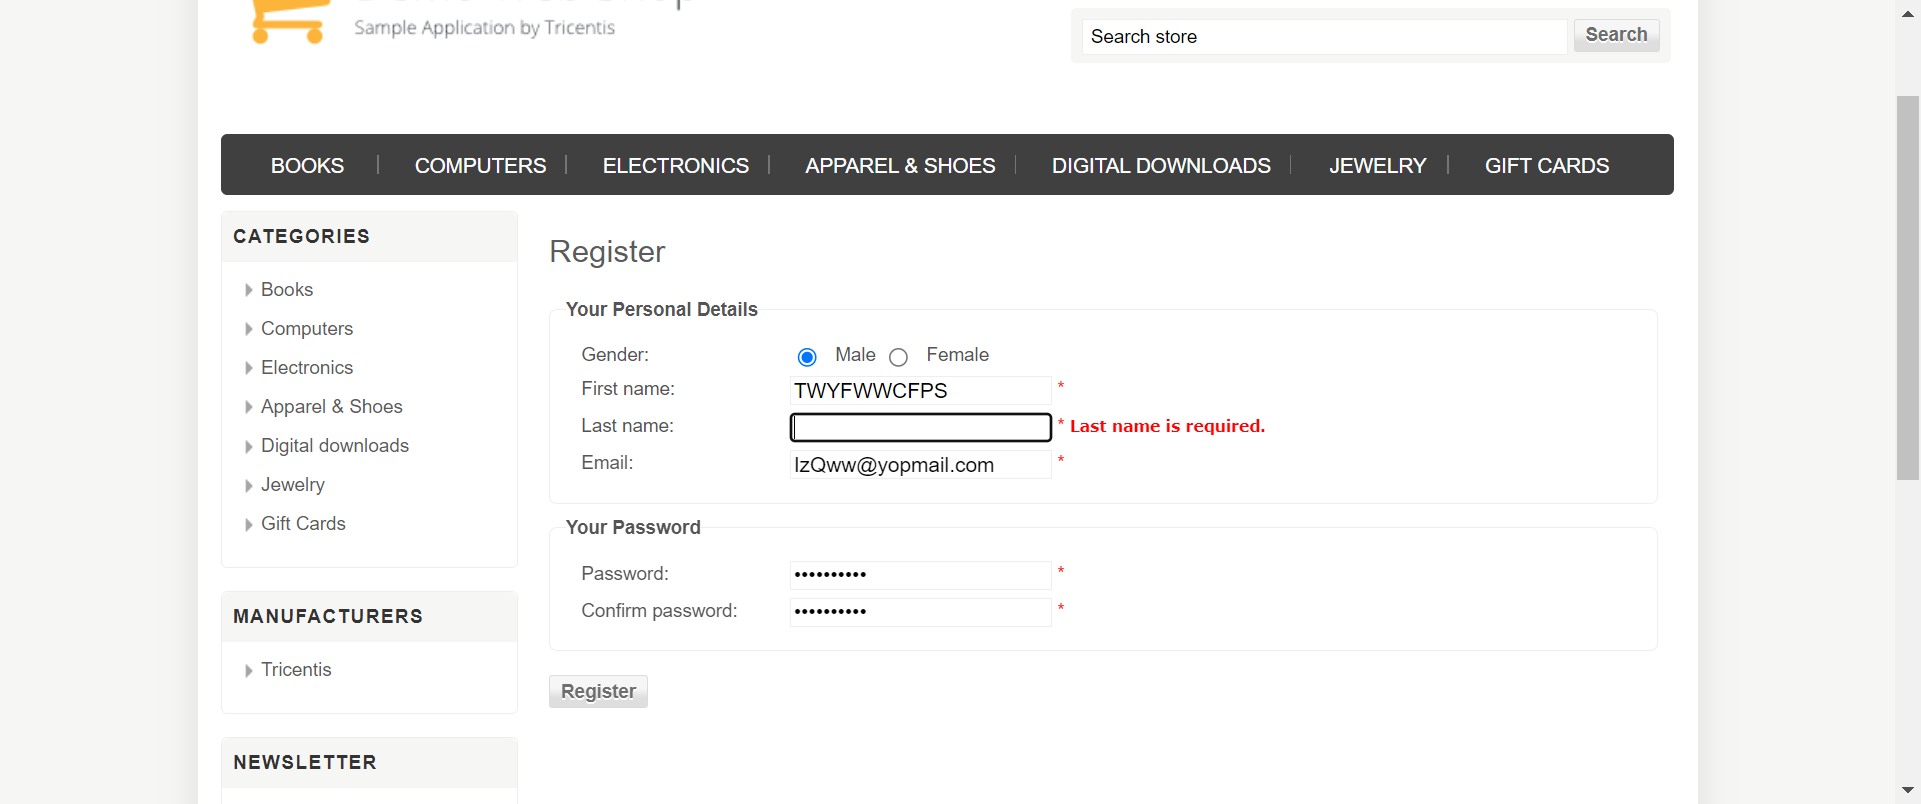 Sample Application by Tricentis
Search store
Search
BOOKS
COMPUTERS
ELECTRONICS
APPAREL & SHOES
DIGITAL DOWNLOADS
JEWELRY
GIFT CARDS
CATEGORIES
Books
Computers
Electronics
Apparel & Shoes
Digital downloads
Jewelry
Gift Cards
MANUFACTURERS
Tricentis
NEWSLETTER
Register
Your Personal Details
Gender: Male Female
First name: TWYFWWCFPS *
Last name: * Last name is required.
Email: IzQww@yopmail.com *
Your Password
Password: •••••••••• *
Confirm password: •••••••••• *
Register